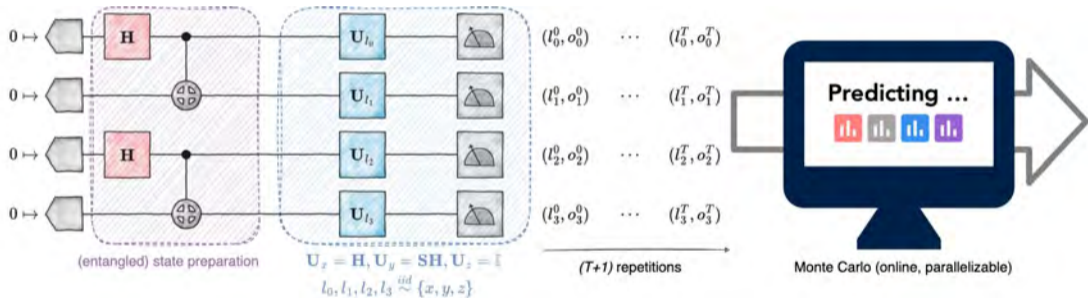 0 ↦ H U_{l_0} (l_0^0, o_0^0) ⋯ (l_0^T, o_0^T)
0 ↦ U_{l_1} (l_1^0, o_1^0) ⋯ (l_1^T, o_1^T)
Predicting ...
0 ↦ H U_{l_2} (l_2^0, o_2^0) ⋯ (l_2^T, o_2^T)
0 ↦ U_{l_3} (l_3^0, o_3^0) ⋯ (l_3^T, o_3^T)
(entangled) state preparation
U_x = H, U_y = SH, U_z = 𝕀
l_0, l_1, l_2, l_3 \overset{iid}{\sim} {x, y, z}
(T+1) repetitions
Monte Carlo (online, parallelizable)